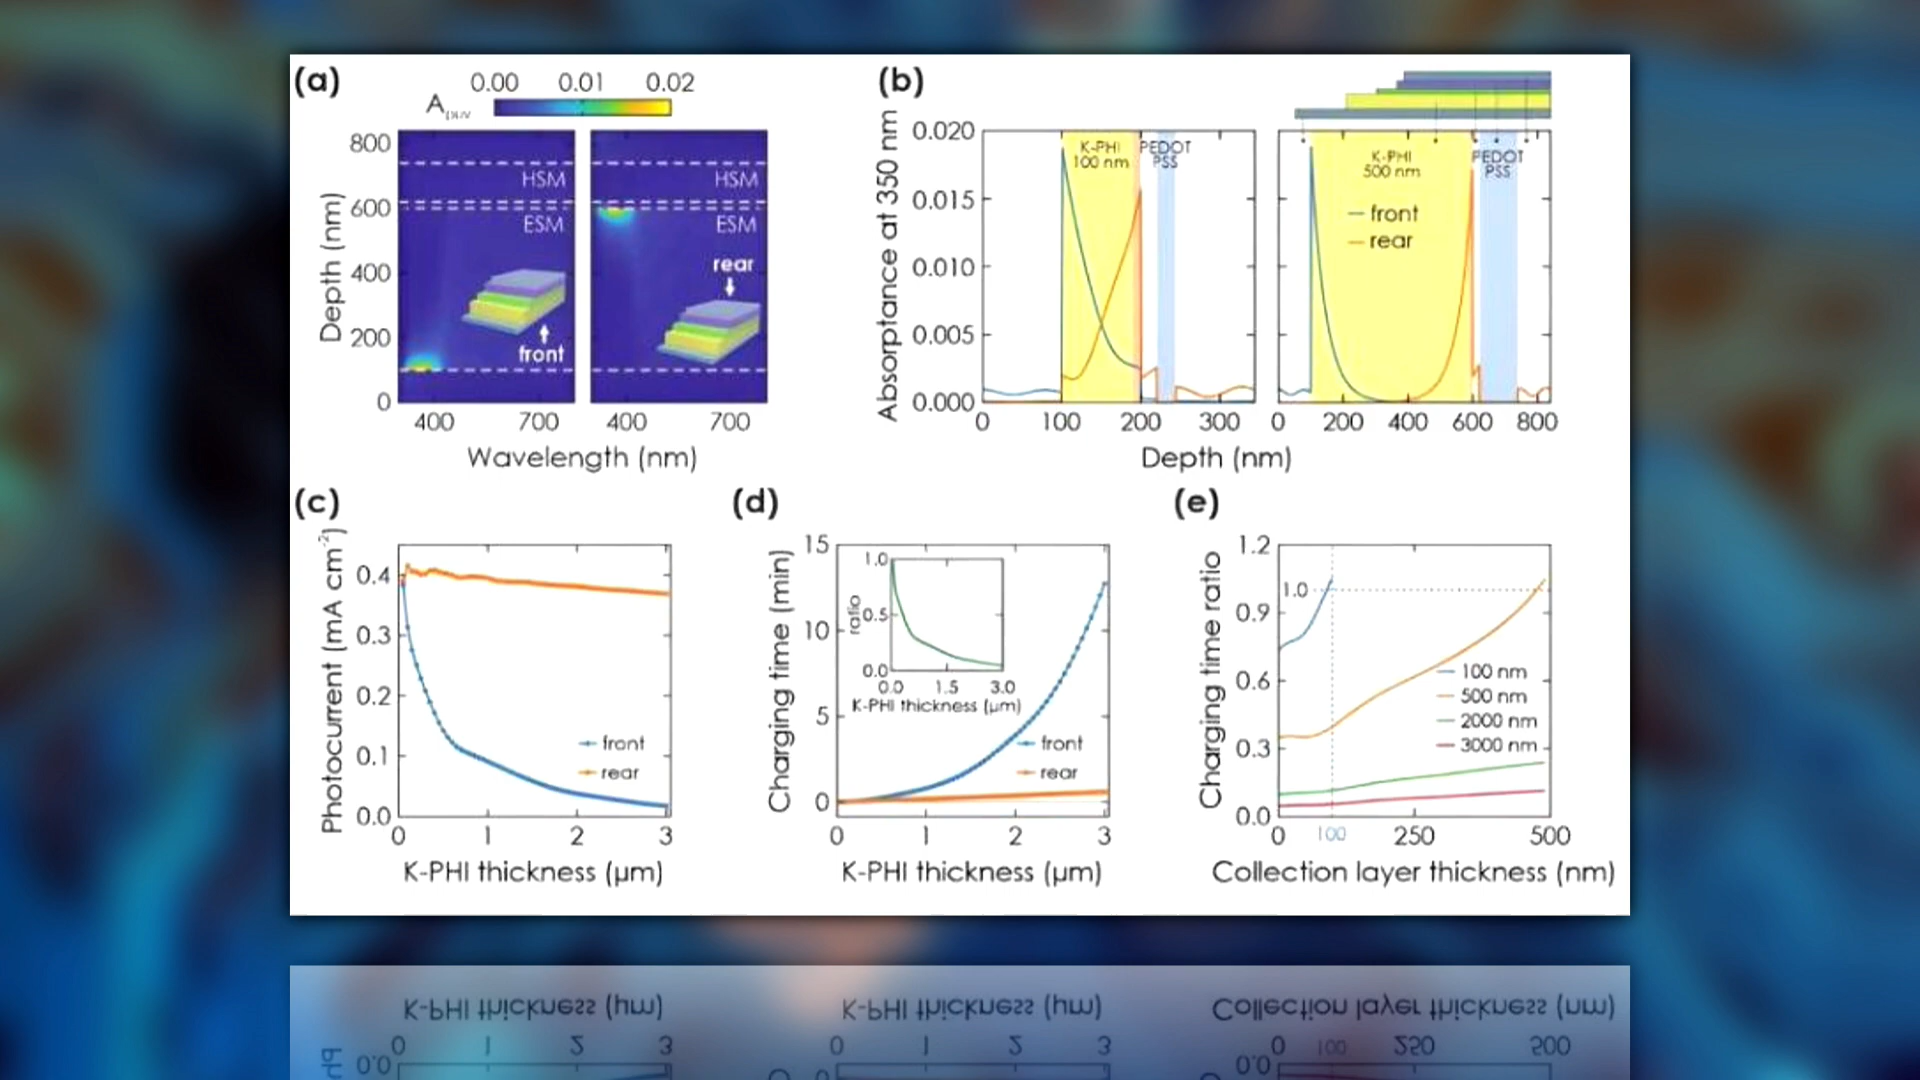 (a)
0.00 0.01 0.02
800
600
400
200
0
Depth (nm)
HSM
ESM
front
HSM
ESM
rear
400 700 400 700
Wavelength (nm)
(b)
Absorptance at 350 nm
0.020
0.015
0.010
0.005
0.000
K-PHI
100 nm
PEDOT
PSS
K-PHI
500 nm
PEDOT
PSS
front
rear
0 100 200 300 0 200 400 600 800
Depth (nm)
(c)
Photocurrent (mA cm⁻²)
0.4
0.3
0.2
0.1
0.0
front
rear
0 1 2 3
K-PHI thickness (µm)
(d)
Charging time (min)
15
10
5
0
ratio
1.0
0.5
0.0
0.0 1.5 3.0
K-PHI thickness (µm)
front
rear
0 1 2 3
K-PHI thickness (µm)
(e)
Charging time ratio
1.2
0.9
0.6
0.3
0.0
1.0
100 nm
500 nm
2000 nm
3000 nm
0 100 250 500
Collection layer thickness (nm)